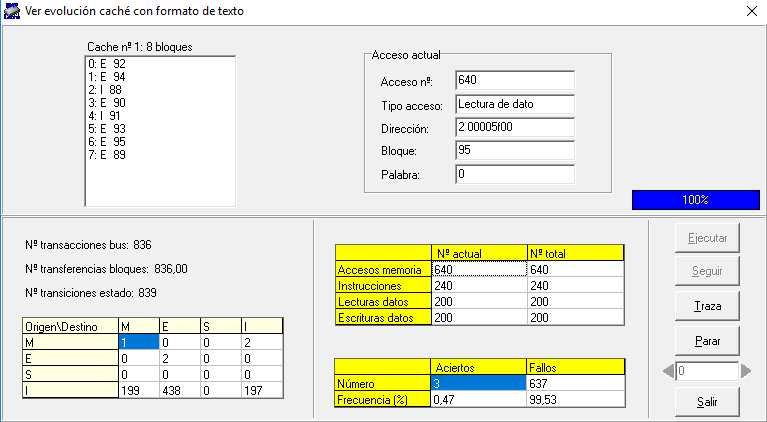 Ver evolución caché con formato de texto
Cache nº 1: 8 bloques
0: E 92
1: E 94
2: I 88
3: E 90
4: I 91
5: E 93
6: E 95
7: E 89
Acceso actual
Acceso nº: 640
Tipo acceso: Lectura de dato
Dirección: 2 00005f00
Bloque: 95
Palabra: 0
100%
Nº transacciones bus: 836
Nº transferencias bloques: 836,00
Nº transiciones estado: 839
Origen\Destino M E S I
M 1 0 0 2
E 0 2 0 0
S 0 0 0 0
I 199 438 0 197
Nº actual Nº total
Accesos memoria 640 640
Instrucciones 240 240
Lecturas datos 200 200
Escrituras datos 200 200
Aciertos Fallos
Número 3 637
Frecuencia (%) 0,47 99,53
Ejecutar
Seguir
Traza
Parar
0
Salir